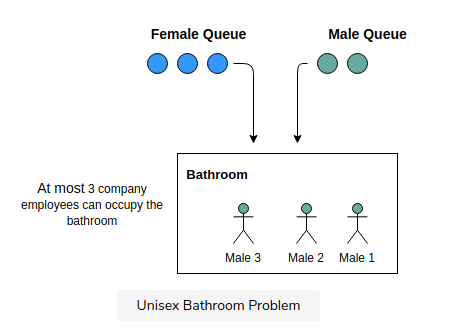 Female Queue
Male Queue
At most 3 company
employees can occupy the
bathroom
Bathroom
Male 3
Male 2
Male 1
Unisex Bathroom Problem